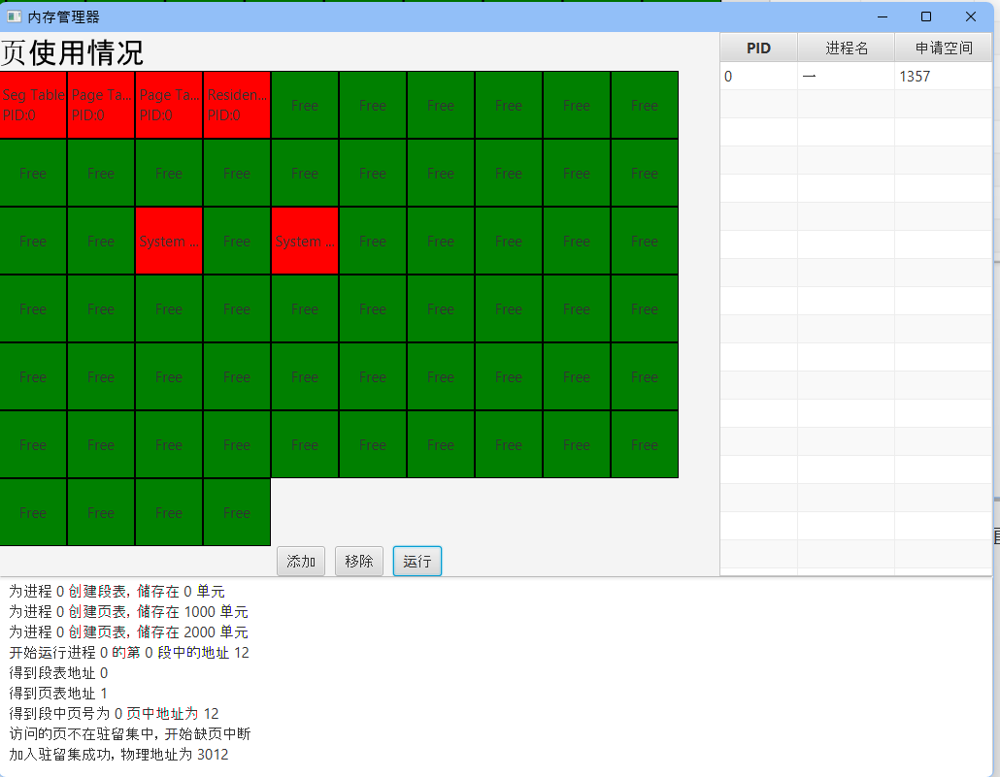 内存管理器
页使用情况
Seg Table Page Ta... Page Ta... Residen... Free Free Free Free Free Free
PID:0 PID:0 PID:0 PID:0
Free Free Free Free Free Free Free Free Free Free
Free Free System ... Free System ... Free Free Free Free Free
Free Free Free Free Free Free Free Free Free Free
Free Free Free Free Free Free Free Free Free Free
Free Free Free Free Free Free Free Free Free Free
Free Free Free Free
添加 移除 运行
PID 进程名 申请空间
0 一 1357
为进程 0 创建段表, 储存在 0 单元
为进程 0 创建页表, 储存在 1000 单元
为进程 0 创建页表, 储存在 2000 单元
开始运行进程 0 的第 0 段中的地址 12
得到段表地址 0
得到页表地址 1
得到段中页号为 0 页中地址为 12
访问的页不在驻留集中, 开始缺页中断
加入驻留集成功, 物理地址为 3012